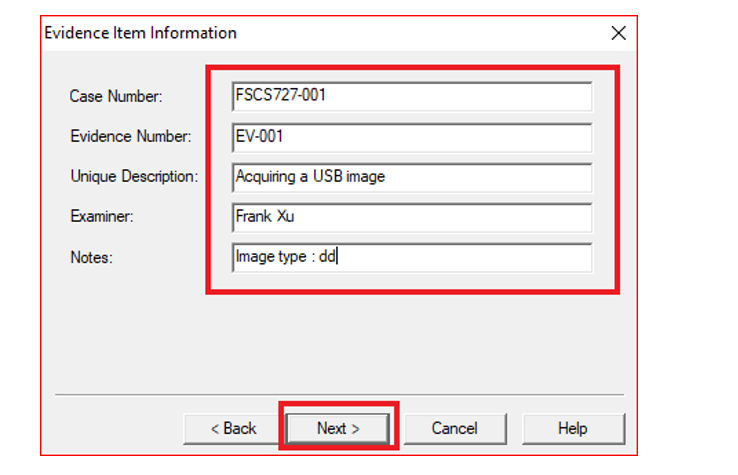 Evidence Item Information
Case Number: FSCS727-001
Evidence Number: EV-001
Unique Description: Acquiring a USB image
Examiner: Frank Xu
Notes: Image type : dd
< Back Next > Cancel Help